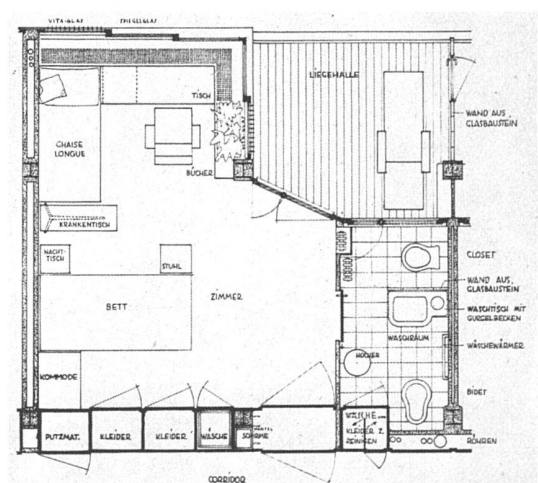 VITA-GLAS SPIEGELGLAS
LIEGEHALLE
TISCH
WAND AUS
GLASBAUSTEIN
CHAISE
LONGUE
BÜCHER
KRANKENTISCH
NACHT-
TISCH
STUHL
CLOSET
WAND AUS
GLASBAUSTEIN
BETT
ZIMMER
WASCHTISCH MIT
GURGELBECKEN
WASCHRAUM
WÄSCHEWÄRMER
HOCKER
KOMMODE
BIDET
PUTZMAT.
KLEIDER
KLEIDER
WÄSCHE
MÄNTEL
SCHIRME
WÄSCHE
KLEIDER Z.
REINIGEN
RÖHREN
CORRIDOR